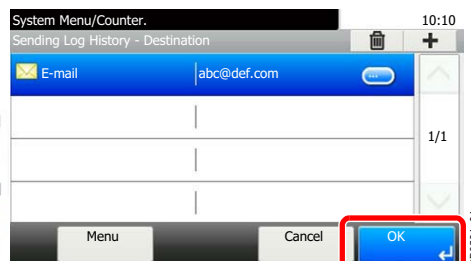 System Menu/Counter. 10:10
Sending Log History - Destination
E-mail abc@def.com
1/1
Menu Cancel OK